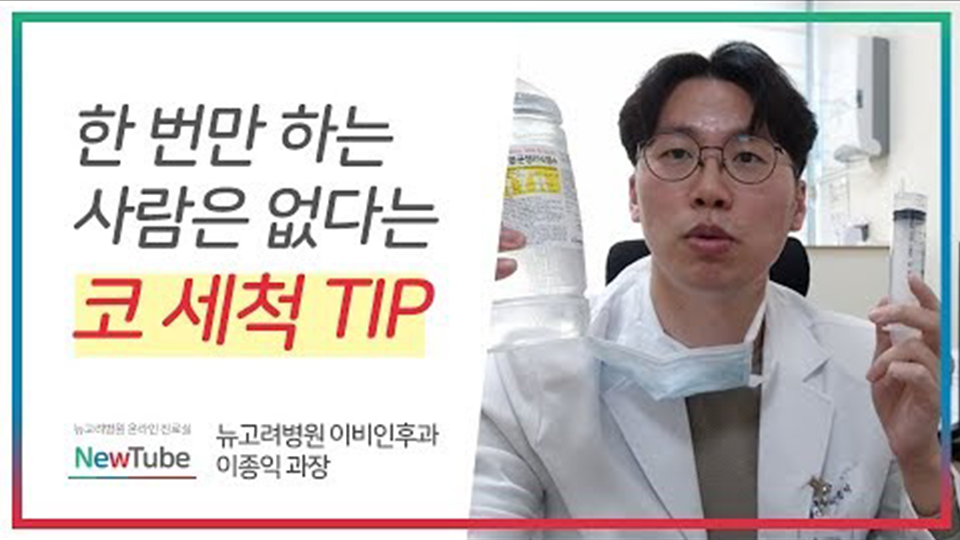 한 번만 하는
사람은 없다는
코 세척 TIP
뉴고려병원 온라인 진료실
NewTube
뉴고려병원 이비인후과
이종익 과장